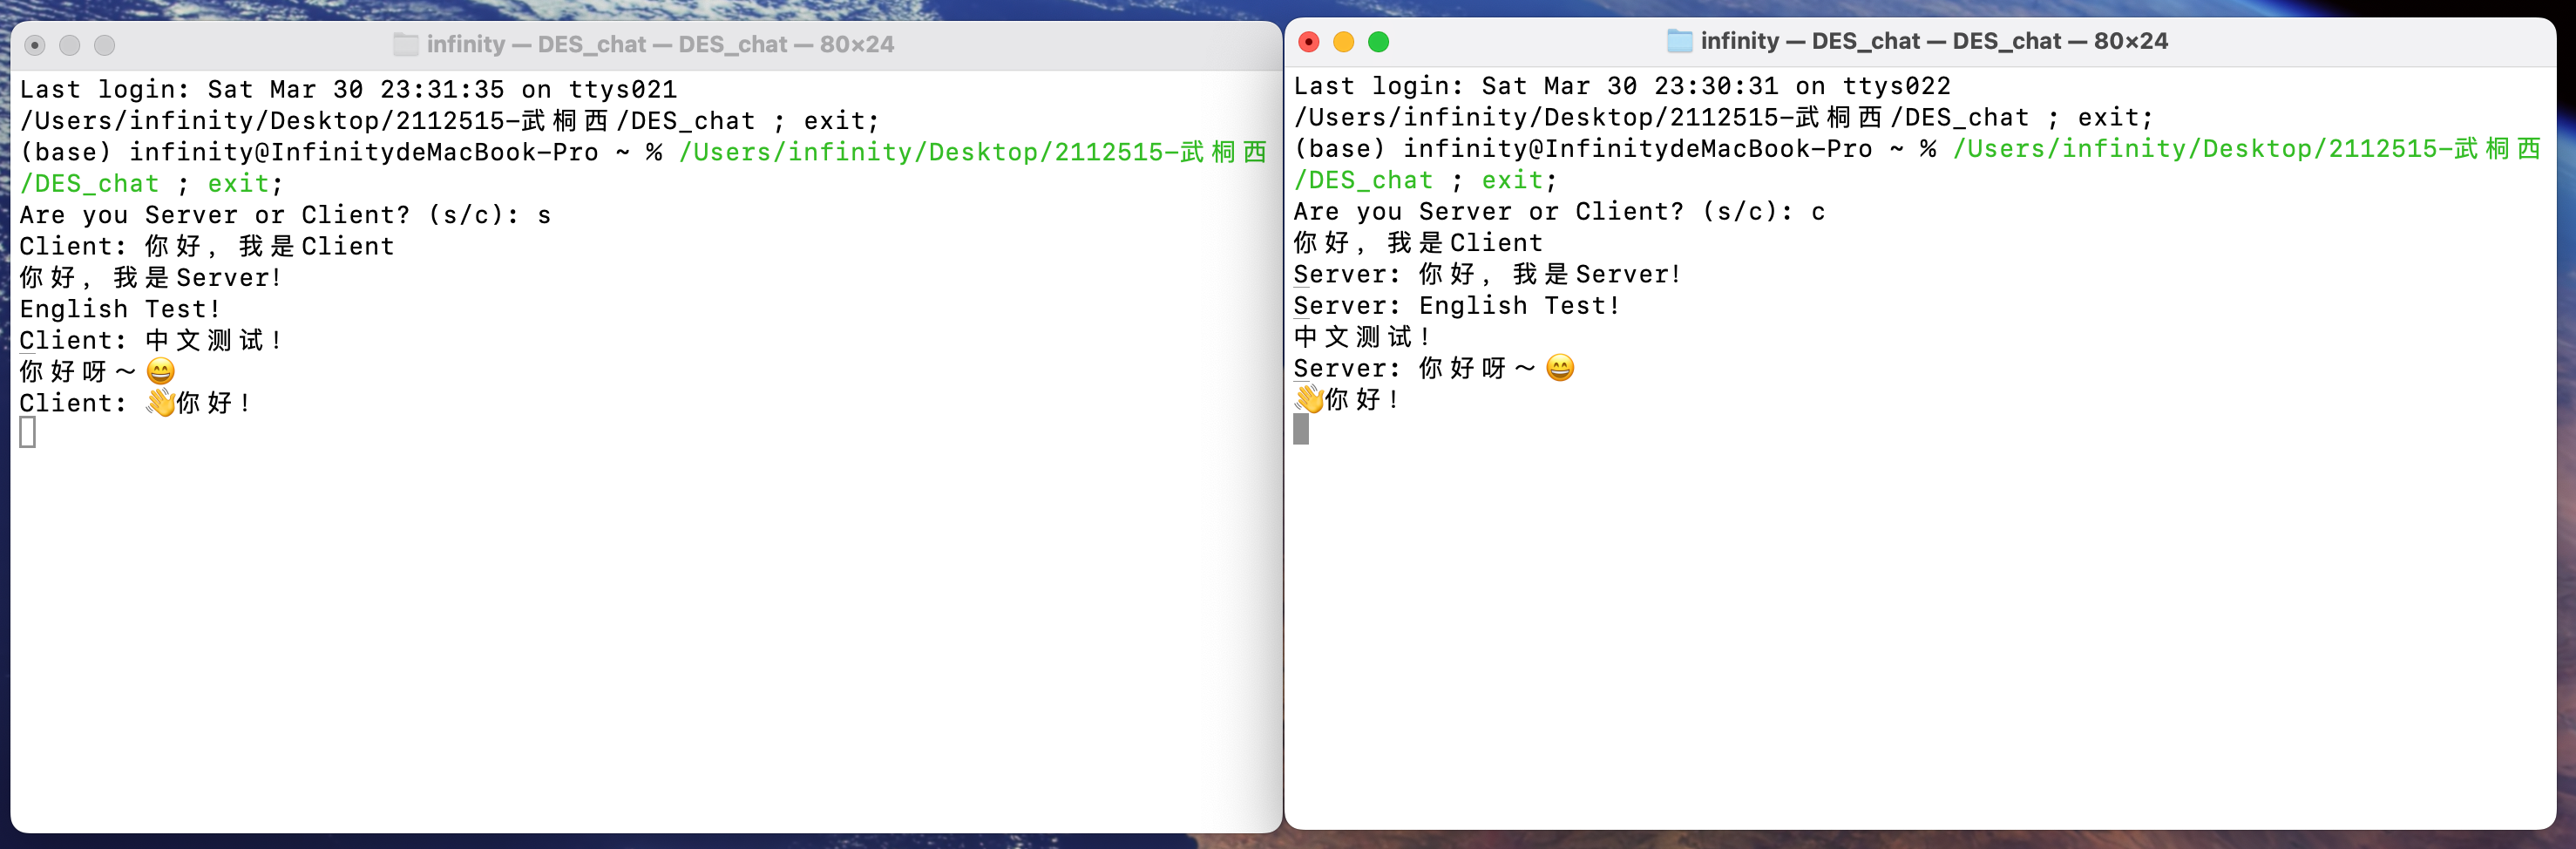 infinity — DES_chat — DES_chat — 80×24
Last login: Sat Mar 30 23:31:35 on ttys021
/Users/infinity/Desktop/2112515-武桐西/DES_chat ; exit;
(base) infinity@InfinitydeMacBook-Pro ~ % /Users/infinity/Desktop/2112515-武桐西
/DES_chat ; exit;
Are you Server or Client? (s/c): s
Client: 你好，我是Client
你好，我是Server!
English Test!
Client: 中文测试！
你好呀～😄
Client: 👋你好！
infinity — DES_chat — DES_chat — 80×24
Last login: Sat Mar 30 23:30:31 on ttys022
/Users/infinity/Desktop/2112515-武桐西/DES_chat ; exit;
(base) infinity@InfinitydeMacBook-Pro ~ % /Users/infinity/Desktop/2112515-武桐西
/DES_chat ; exit;
Are you Server or Client? (s/c): c
你好，我是Client
Server: 你好，我是Server!
Server: English Test!
中文测试！
Server: 你好呀～😄
👋你好！